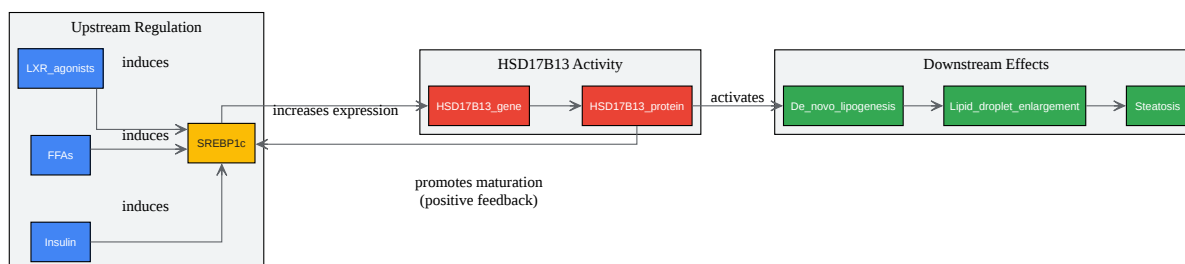 Upstream Regulation
LXR_agonists
induces
FFAs
induces
Insulin
induces
SREBP1c
increases expression
HSD17B13 Activity
HSD17B13_gene
HSD17B13_protein
promotes maturation
(positive feedback)
activates
Downstream Effects
De_novo_lipogenesis
Lipid_droplet_enlargement
Steatosis